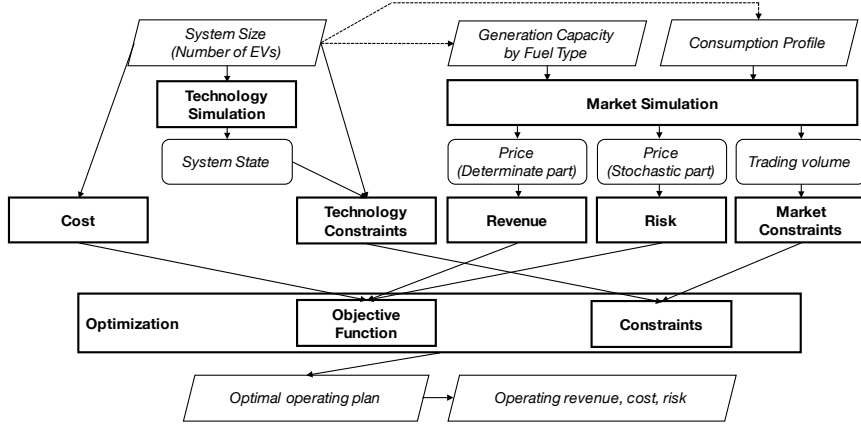 System Size
(Number of EVs)
Generation Capacity
by Fuel Type
Consumption Profile
Technology
Simulation
Market Simulation
System State
Price
(Determinate part)
Price
(Stochastic part)
Trading volume
Cost
Technology
Constraints
Revenue
Risk
Market
Constraints
Optimization
Objective
Function
Constraints
Optimal operating plan
Operating revenue, cost, risk